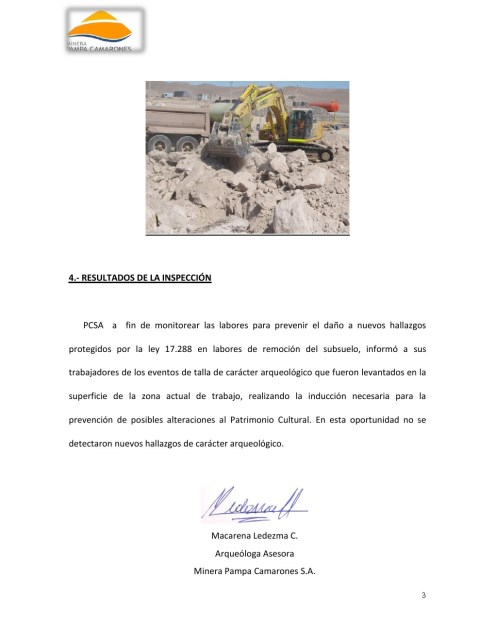 MINERA
PAMPA CAMARONES
4.- RESULTADOS DE LA INSPECCIÓN
PCSA a fin de monitorear las labores para prevenir el daño a nuevos hallazgos
protegidos por la ley 17.288 en labores de remoción del subsuelo, informó a sus
trabajadores de los eventos de talla de carácter arqueológico que fueron levantados en la
superficie de la zona actual de trabajo, realizando la inducción necesaria para la
prevención de posibles alteraciones al Patrimonio Cultural. En esta oportunidad no se
detectaron nuevos hallazgos de carácter arqueológico.
Macarena Ledezma C.
Arqueóloga Asesora
Minera Pampa Camarones S.A.
3